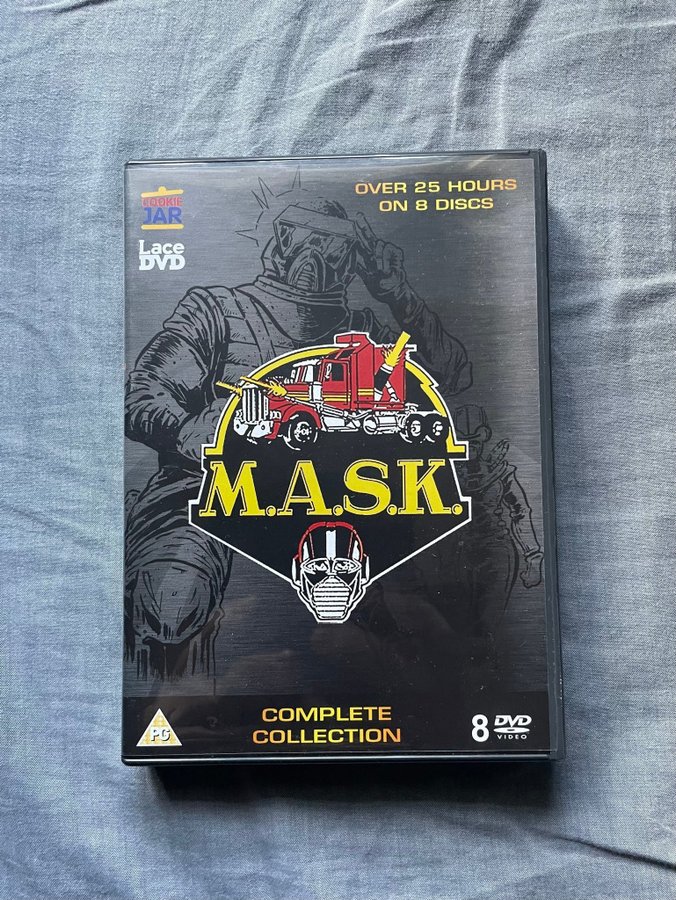 COOKIE
JAR
Lace
DVD
OVER 25 HOURS
ON 8 DISCS
M.A.S.K.
PG
COMPLETE
COLLECTION
8 DVD
VIDEO